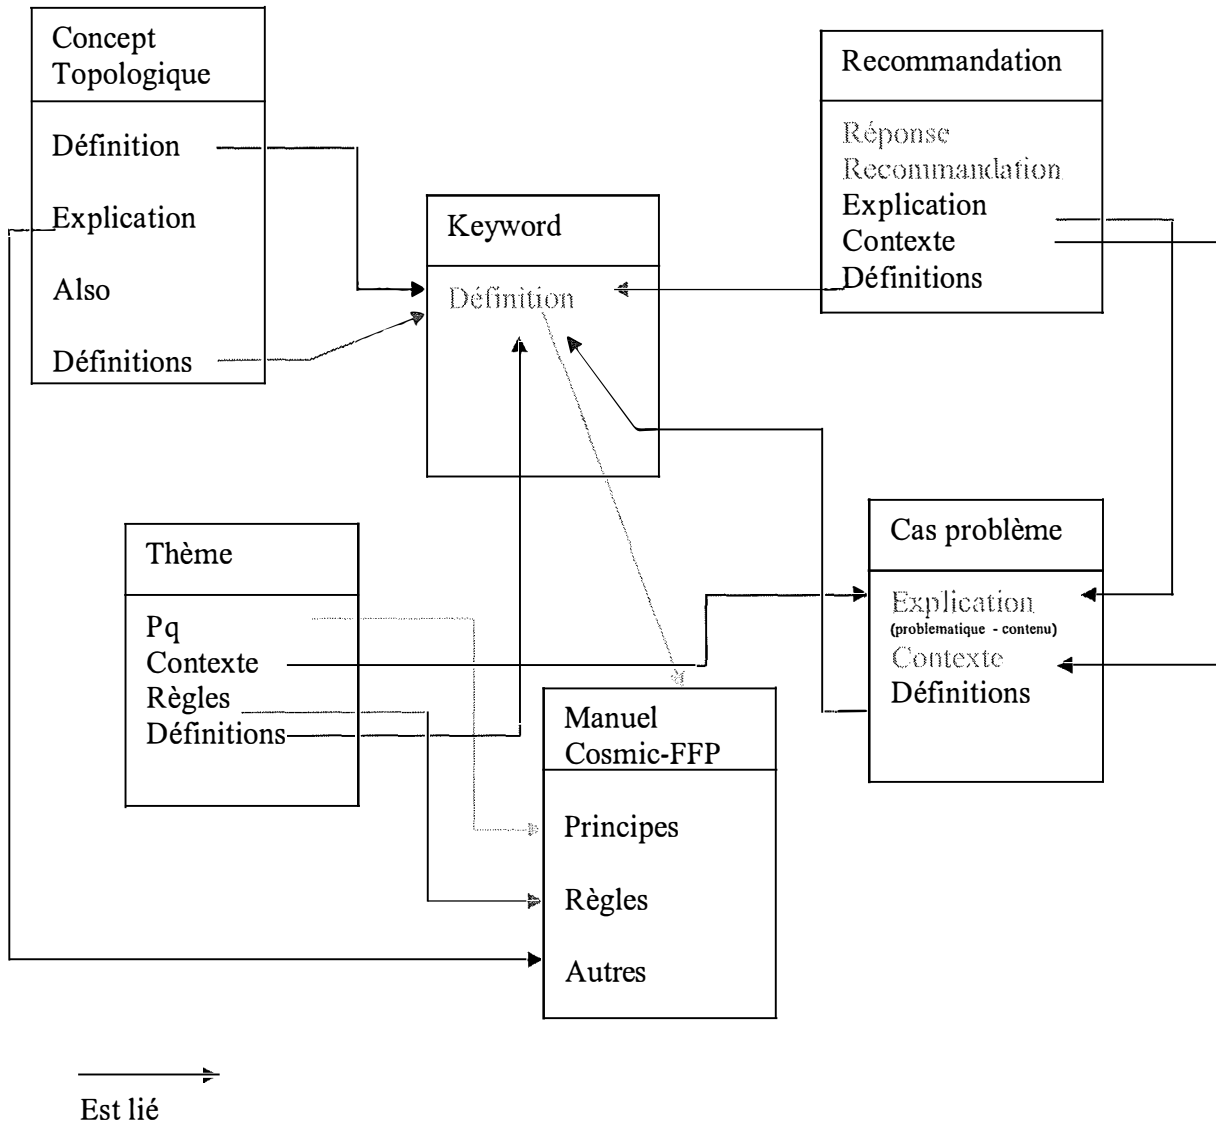 Concept
Topologique
Définition
Explication
Also
Définitions
Recommandation
Réponse
Recommandation
Explication
Contexte
Définitions
Keyword
Définition
Thème
Pq
Contexte
Règles
Définitions
Cas problème
Explication
(problematique - contenu)
Contexte
Définitions
Manuel
Cosmic-FFP
Principes
Règles
Autres
Est lié